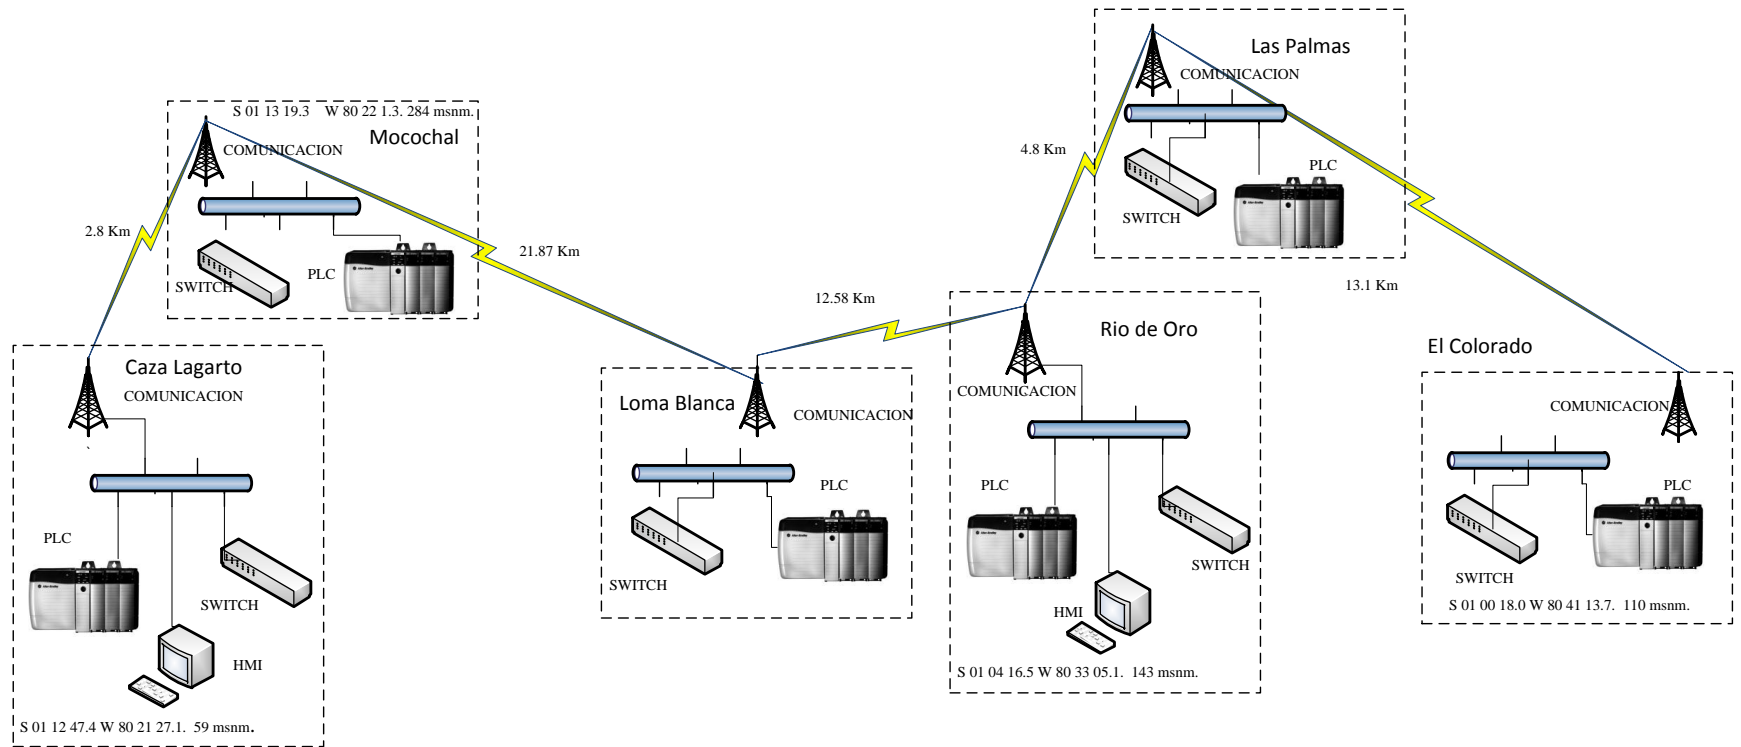 S 01 13 19.3 W 80 22 1.3. 284 msnm.
Mocochal
COMUNICACION
2.8 Km
SWITCH
PLC
21.87 Km
Caza Lagarto
COMUNICACION
PLC
SWITCH
HMI
S 01 12 47.4 W 80 21 27.1. 59 msnm.
Loma Blanca
COMUNICACION
PLC
SWITCH
12.58 Km
Rio de Oro
COMUNICACION
PLC
SWITCH
HMI
S 01 04 16.5 W 80 33 05.1. 143 msnm.
4.8 Km
Las Palmas
COMUNICACION
PLC
SWITCH
13.1 Km
El Colorado
COMUNICACION
PLC
SWITCH
S 01 00 18.0 W 80 41 13.7. 110 msnm.